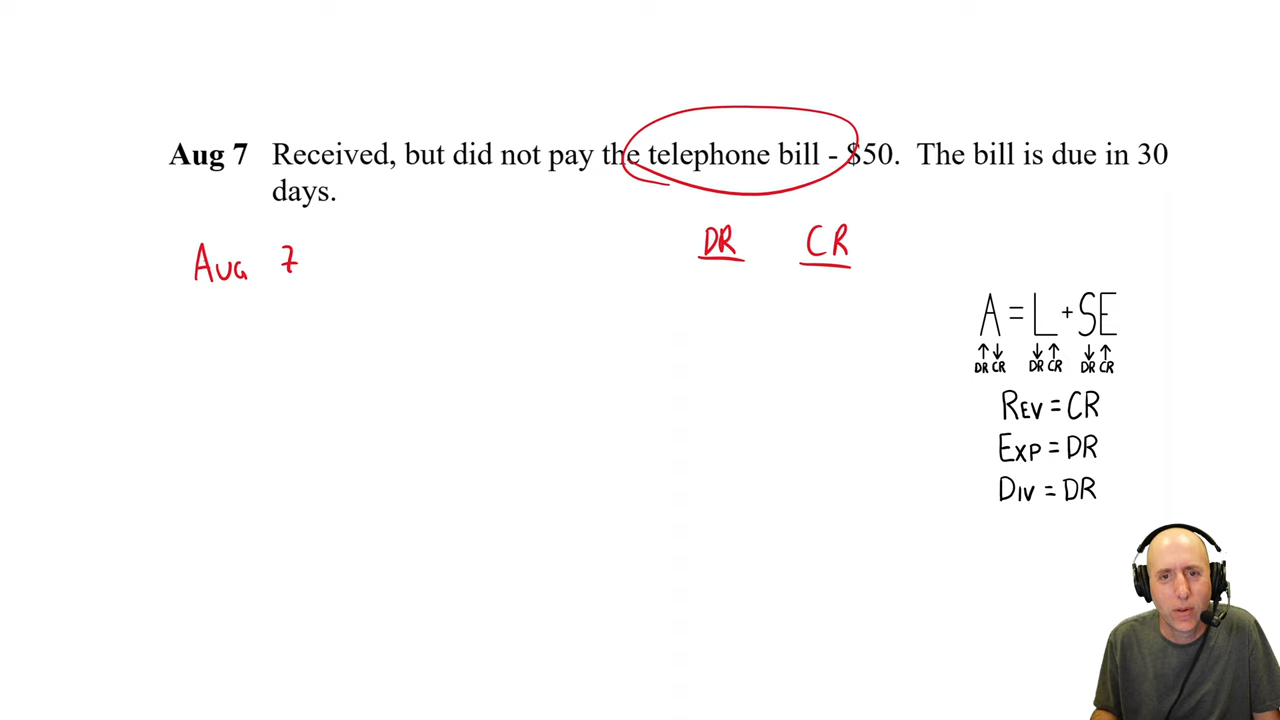 Aug 7 Received, but did not pay the telephone bill - $50. The bill is due in 30
days.
DR CR
Aug 7
A = L + SE
↑ ↓ ↓ ↑ ↓ ↑
DR CR DR CR DR CR
REV = CR
EXP = DR
DIV = DR